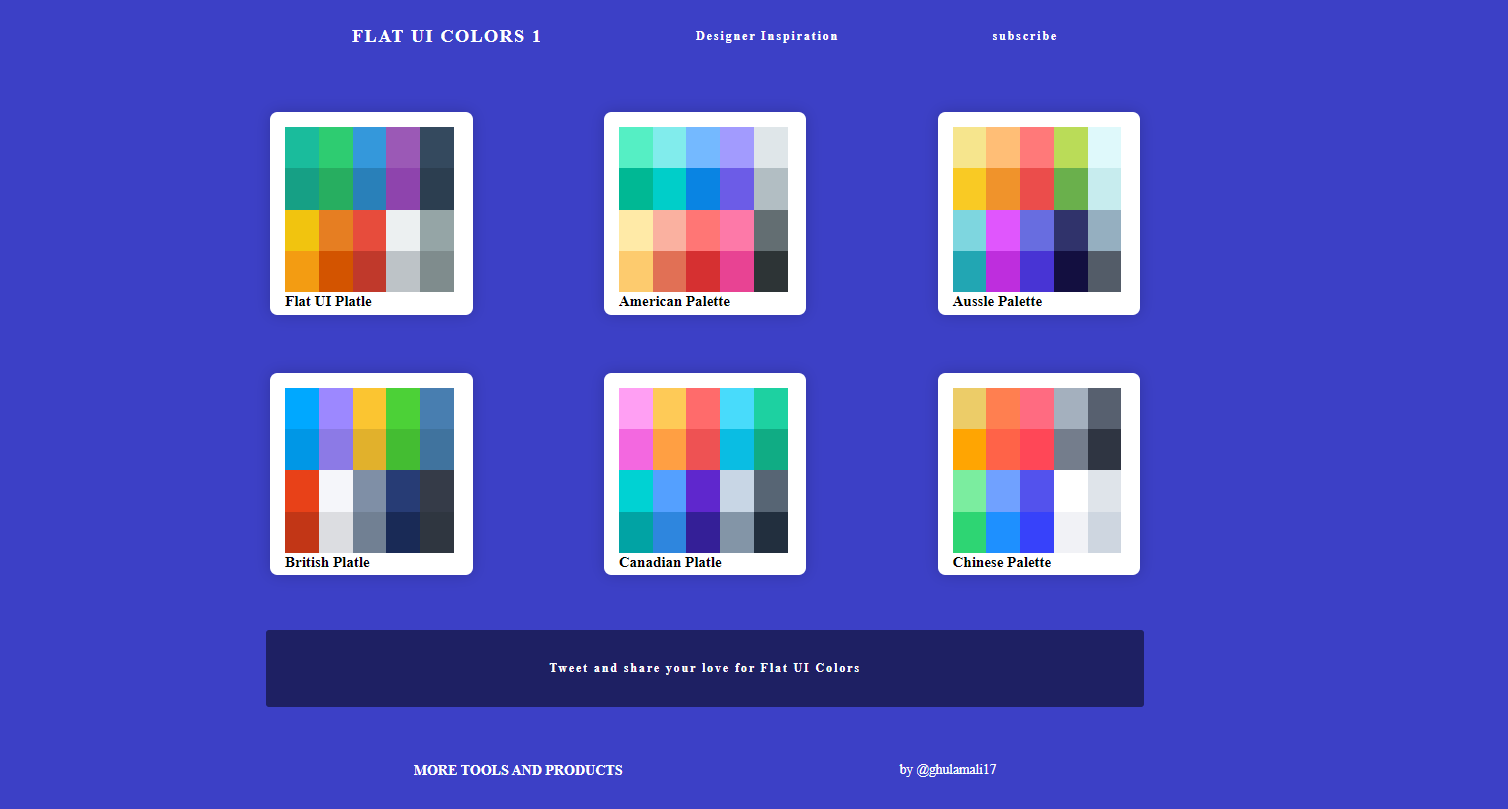 FLAT UI COLORS 1
Designer Inspiration
subscribe
Flat UI Platle
American Palette
Aussle Palette
British Platle
Canadian Platle
Chinese Palette
Tweet and share your love for Flat UI Colors
MORE TOOLS AND PRODUCTS
by @ghulamali17